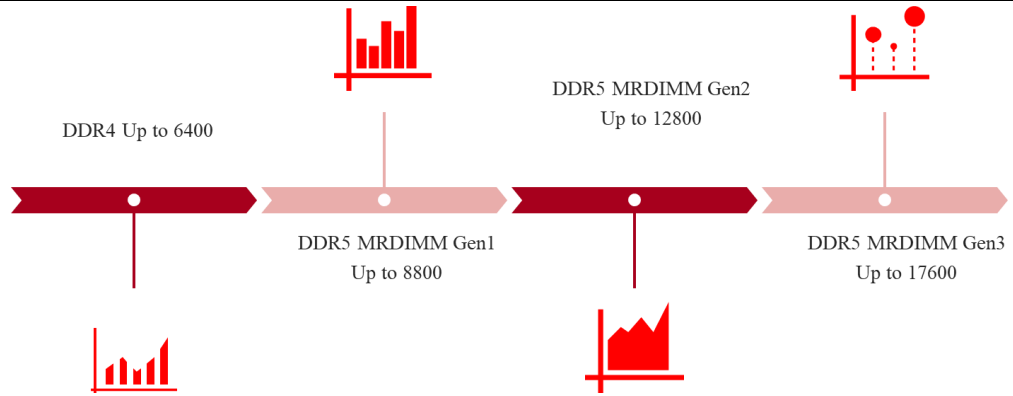 DDR4 Up to 6400
DDR5 MRDIMM Gen1
Up to 8800
DDR5 MRDIMM Gen2
Up to 12800
DDR5 MRDIMM Gen3
Up to 17600